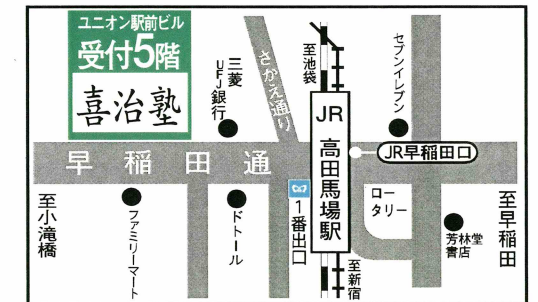 ユニオン駅前ビル
受付5階
喜治塾
三菱
UFJ銀行
さかえ通り
至池袋
セブンイレブン
JR
高田馬場駅
JR早稲田口
早稲田通
至小滝橋
ファミリーマート
ドトール
1番出口
ロー
タリー
芳林堂
書店
至早稲田
至新宿